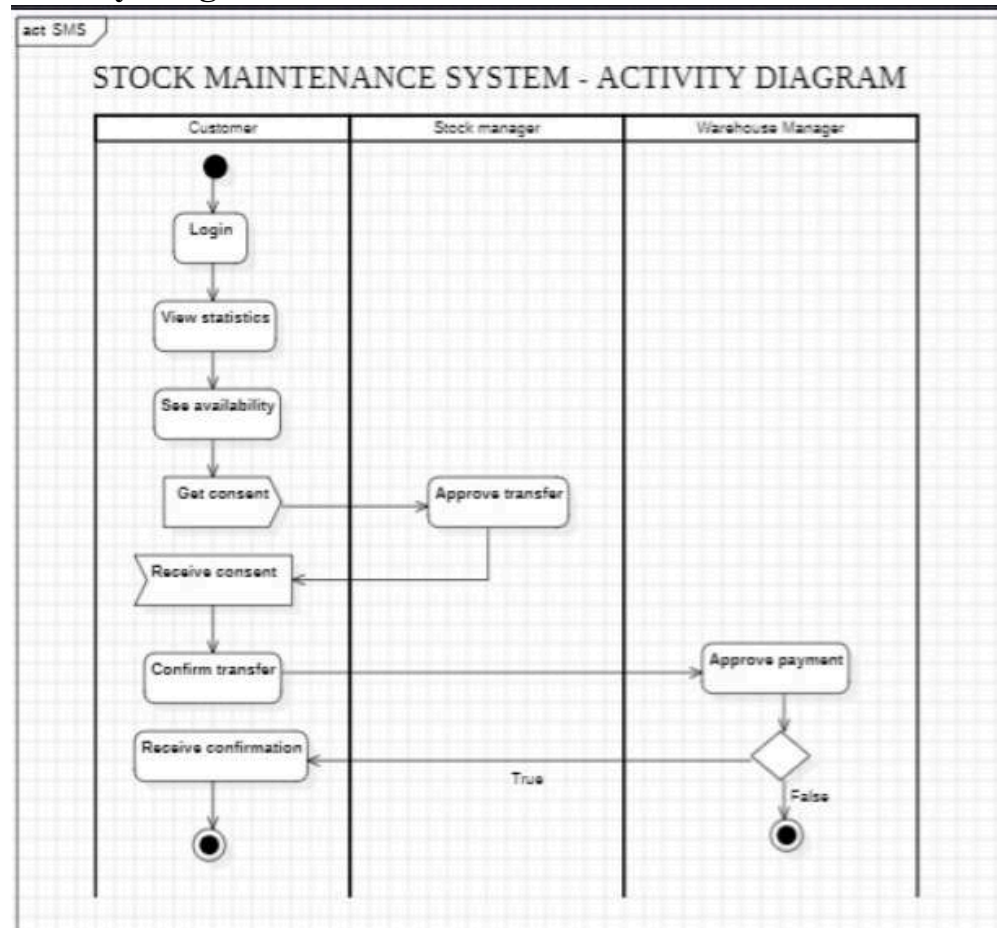 act SMS
STOCK MAINTENANCE SYSTEM - ACTIVITY DIAGRAM
Customer
Stock manager
Warehouse Manager
Login
View statistics
See availability
Get consent
Approve transfer
Receive consent
Confirm transfer
Approve payment
Receive confirmation
True
False